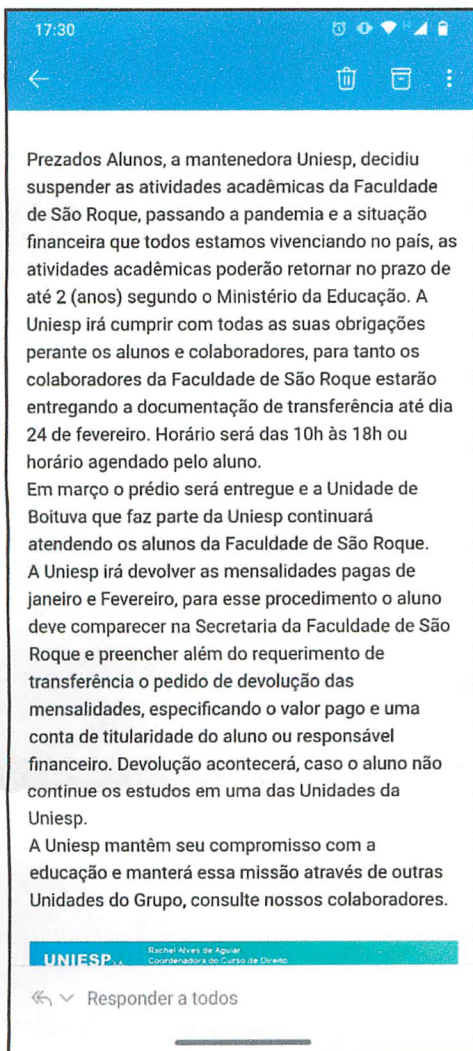 17:30
Prezados Alunos, a mantenedora Uniesp, decidiu
suspender as atividades acadêmicas da Faculdade
de São Roque, passando a pandemia e a situação
financeira que todos estamos vivenciando no país, as
atividades acadêmicas poderão retornar no prazo de
até 2 (anos) segundo o Ministério da Educação. A
Uniesp irá cumprir com todas as suas obrigações
perante os alunos e colaboradores, para tanto os
colaboradores da Faculdade de São Roque estarão
entregando a documentação de transferência até dia
24 de fevereiro. Horário será das 10h às 18h ou
horário agendado pelo aluno.
Em março o prédio será entregue e a Unidade de
Boituva que faz parte da Uniesp continuará
atendendo os alunos da Faculdade de São Roque.
A Uniesp irá devolver as mensalidades pagas de
janeiro e Fevereiro, para esse procedimento o aluno
deve comparecer na Secretaria da Faculdade de São
Roque e preencher além do requerimento de
transferência o pedido de devolução das
mensalidades, especificando o valor pago e uma
conta de titularidade do aluno ou responsável
financeiro. Devolução acontecerá, caso o aluno não
continue os estudos em uma das Unidades da
Uniesp.
A Uniesp mantêm seu compromisso com a
educação e manterá essa missão através de outras
Unidades do Grupo, consulte nossos colaboradores.
UNIESP
Rachel Alves de Aguiar
Coordenadora do Curso de Direito
Responder a todos